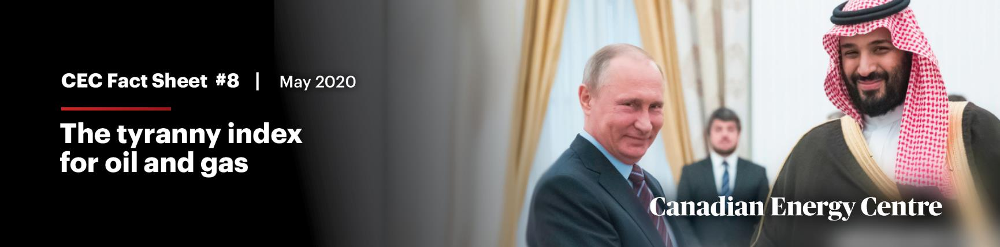 CEC Fact Sheet #8 | May 2020
The tyranny index
for oil and gas
Canadian Energy Centre